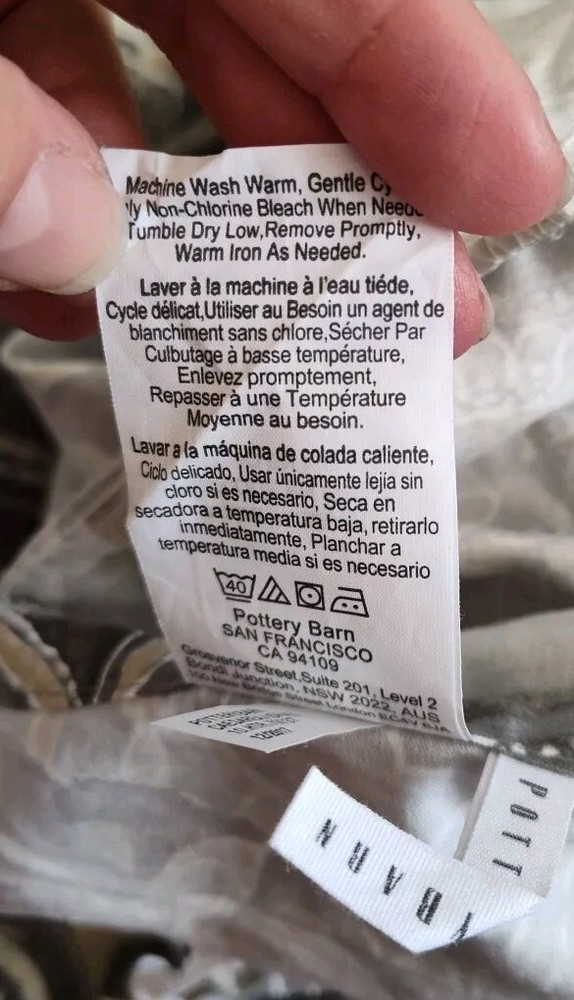 Machine Wash Warm, Gentle
Non-Chlorine Bleach When
Tumble Dry Low,Remove Promptly,
Warm Iron As Needed.
Laver à la machine à l'eau tiéde,
Cycle délicat,Utiliser au Besoin un agent de
blanchiment sans chlore,Sécher Par
Culbutage à basse température,
Enlevez promptement,
Repasser à une Température
Moyenne au besoin.
Lavar a la máquina de colada caliente,
Ciclo delicado, Usar únicamente lejía sin
cloro si es necesario, Seca en
secadora a temperatura baja, retirarlo
inmediatamente, Planchar a
temperatura media si es necesario
40
Pottery Barn
SAN FRANCISCO
CA 94109
Grosvenor Street,Suite 201, Level 2
Bondi Junction, NSW 2022, AUS
Street London
POTT
BARN